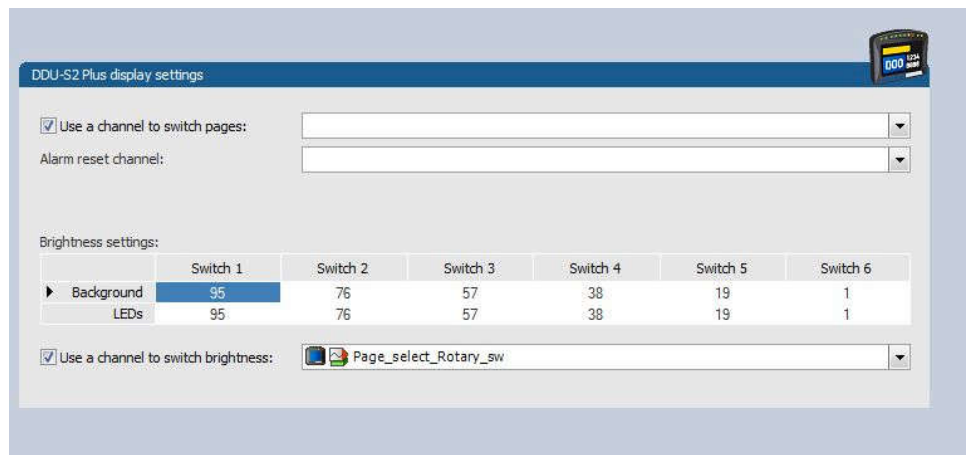 DDU-S2 Plus display settings
000 1234
Use a channel to switch pages:
Alarm reset channel:
Brightness settings:
Switch 1 Switch 2 Switch 3 Switch 4 Switch 5 Switch 6
Background 95 76 57 38 19 1
LEDs 95 76 57 38 19 1
Use a channel to switch brightness: Page_select_Rotary_sw